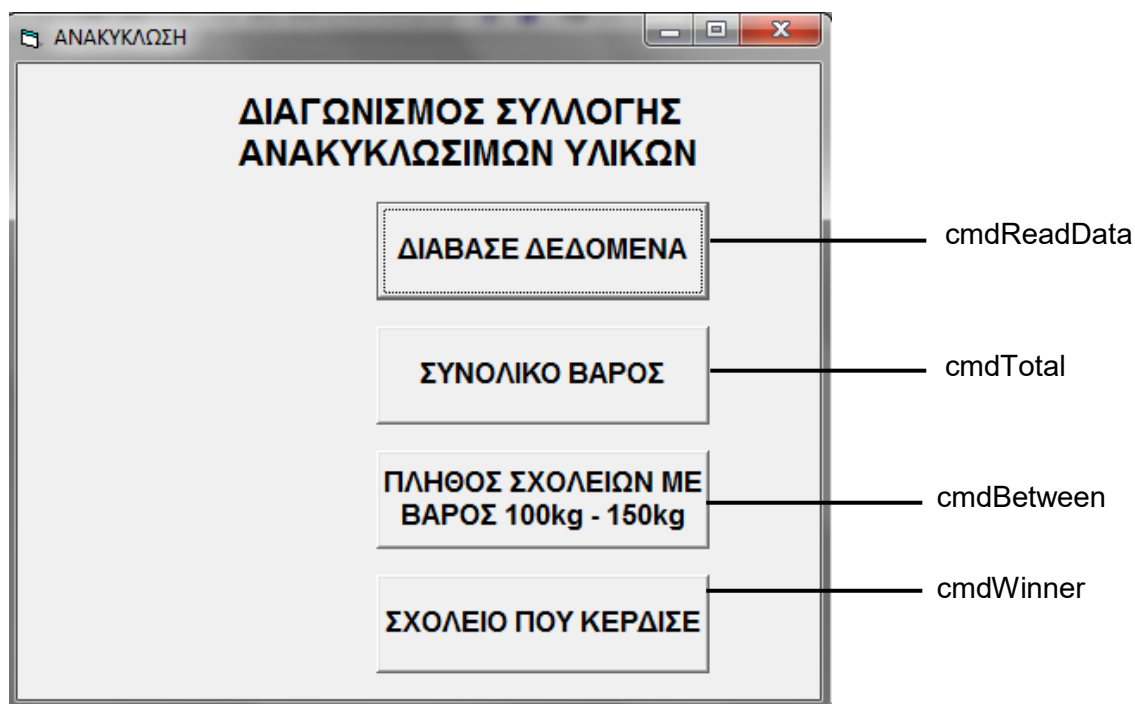 ΑΝΑΚΥΚΛΩΣΗ
ΔΙΑΓΩΝΙΣΜΟΣ ΣΥΛΛΟΓΗΣ
ΑΝΑΚΥΚΛΩΣΙΜΩΝ ΥΛΙΚΩΝ
ΔΙΑΒΑΣΕ ΔΕΔΟΜΕΝΑ
cmdReadData
ΣΥΝΟΛΙΚΟ ΒΑΡΟΣ
cmdTotal
ΠΛΗΘΟΣ ΣΧΟΛΕΙΩΝ ΜΕ
ΒΑΡΟΣ 100kg - 150kg
cmdBetween
ΣΧΟΛΕΙΟ ΠΟΥ ΚΕΡΔΙΣΕ
cmdWinner